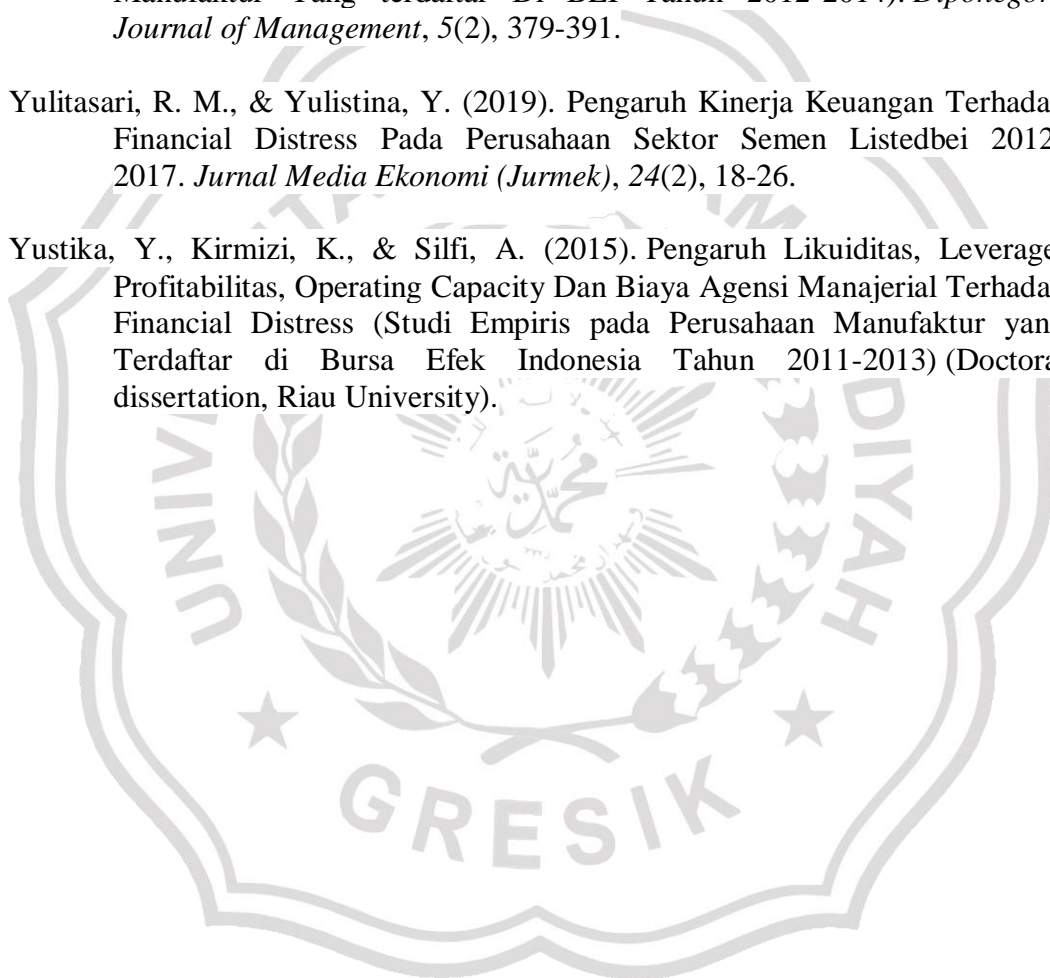 Journal of Management, 5(2), 379-391.
Yulitasari, R. M., & Yulistina, Y. (2019). Pengaruh Kinerja Keuangan Terhada
Financial Distress Pada Perusahaan Sektor Semen Listedbei 2012
2017. Jurnal Media Ekonomi (Jurmek), 24(2), 18-26.
Yustika, Y., Kirmizi, K., & Silfi, A. (2015). Pengaruh Likuiditas, Leverage
Profitabilitas, Operating Capacity Dan Biaya Agensi Manajerial Terhada
Financial Distress (Studi Empiris pada Perusahaan Manufaktur yan
Terdaftar di Bursa Efek Indonesia Tahun 2011-2013) (Doctora
dissertation, Riau University).
محمد
GRESIK